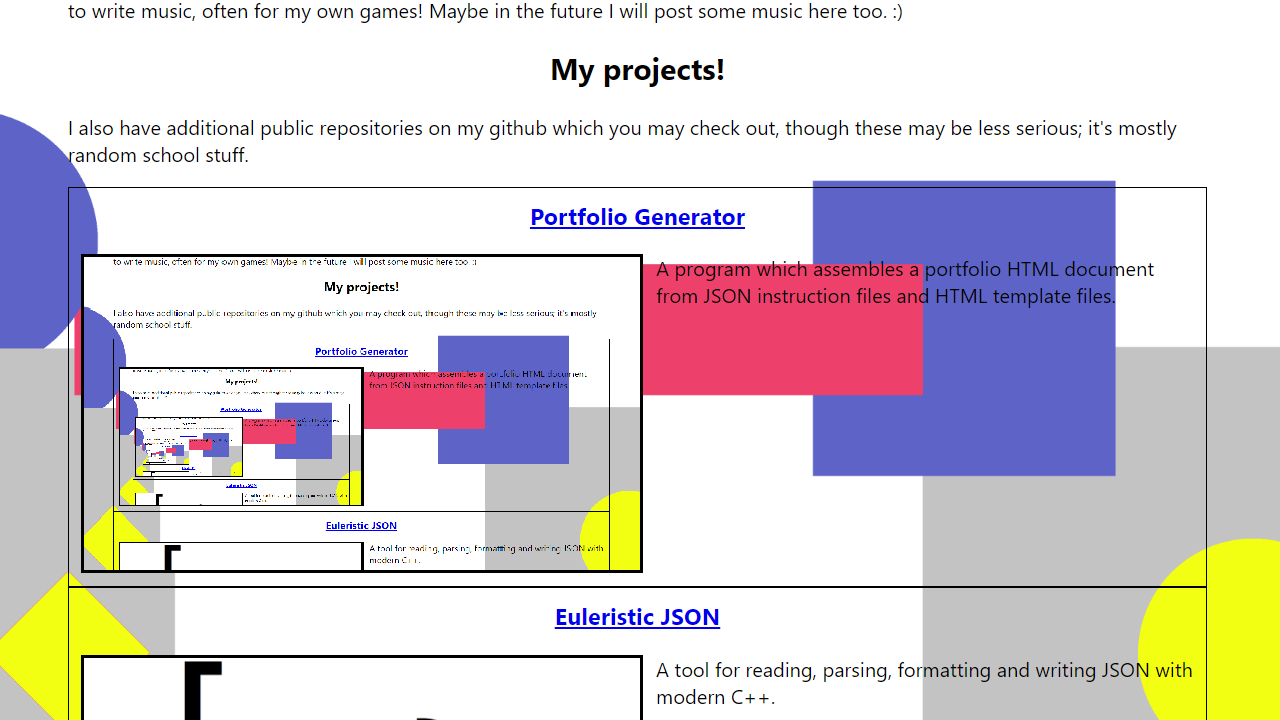 to write music, often for my own games! Maybe in the future I will post some music here too. :)
My projects!
I also have additional public repositories on my github which you may check out, though these may be less serious; it's mostly
random school stuff.
Portfolio Generator
A program which assembles a portfolio HTML document
from JSON instruction files and HTML template files.
to write music, often for my own games! Maybe in the future I will post some music here too. :)
My projects!
I also have additional public repositories on my github which you may check out, though these may be less serious; it's mostly
random school stuff.
Portfolio Generator
A program which assembles a portfolio HTML document
from JSON instruction files and HTML template files.
My projects!
Portfolio Generator
Euleristic JSON
Euleristic JSON
A tool for reading, parsing, formatting and writing JSON with
modern C++.
Euleristic JSON
A tool for reading, parsing, formatting and writing JSON with
modern C++.